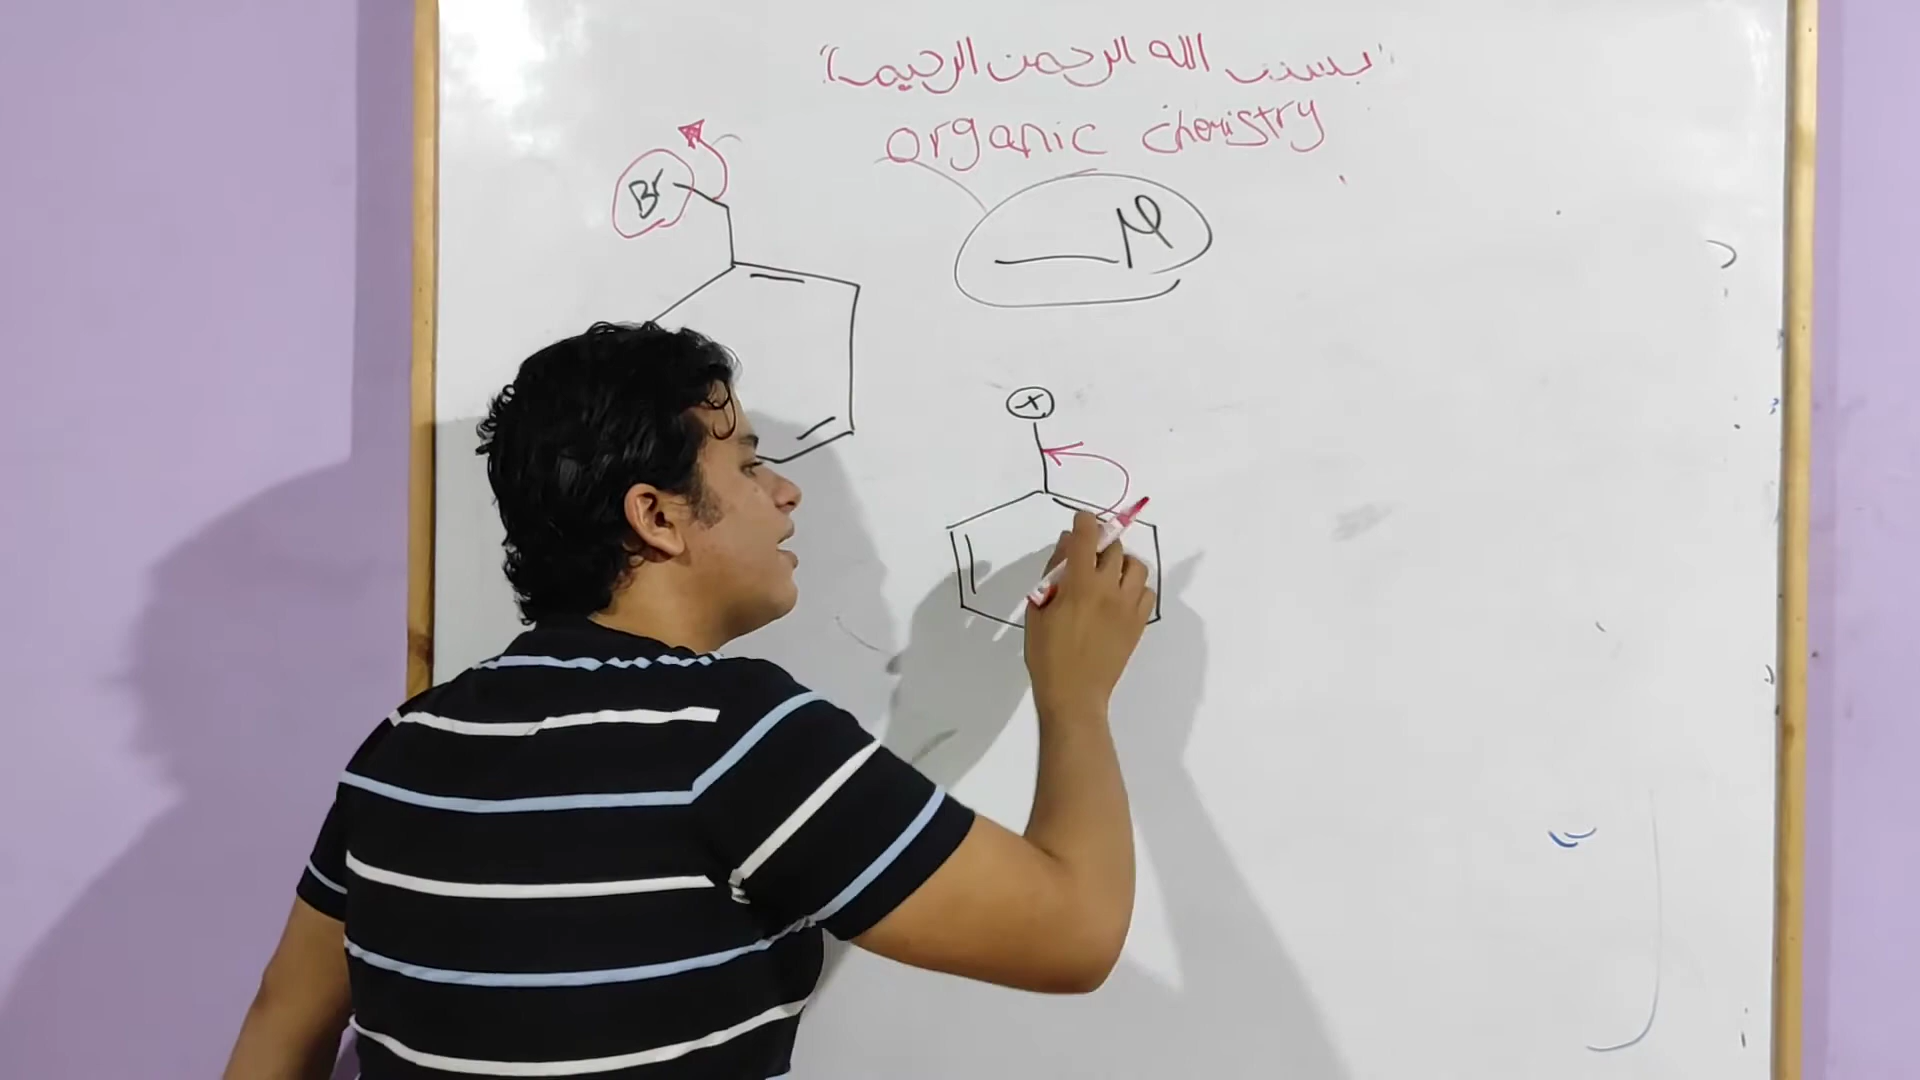 "بسم الله الرحمن الرحيم"
organic chemistry
Br
M
+